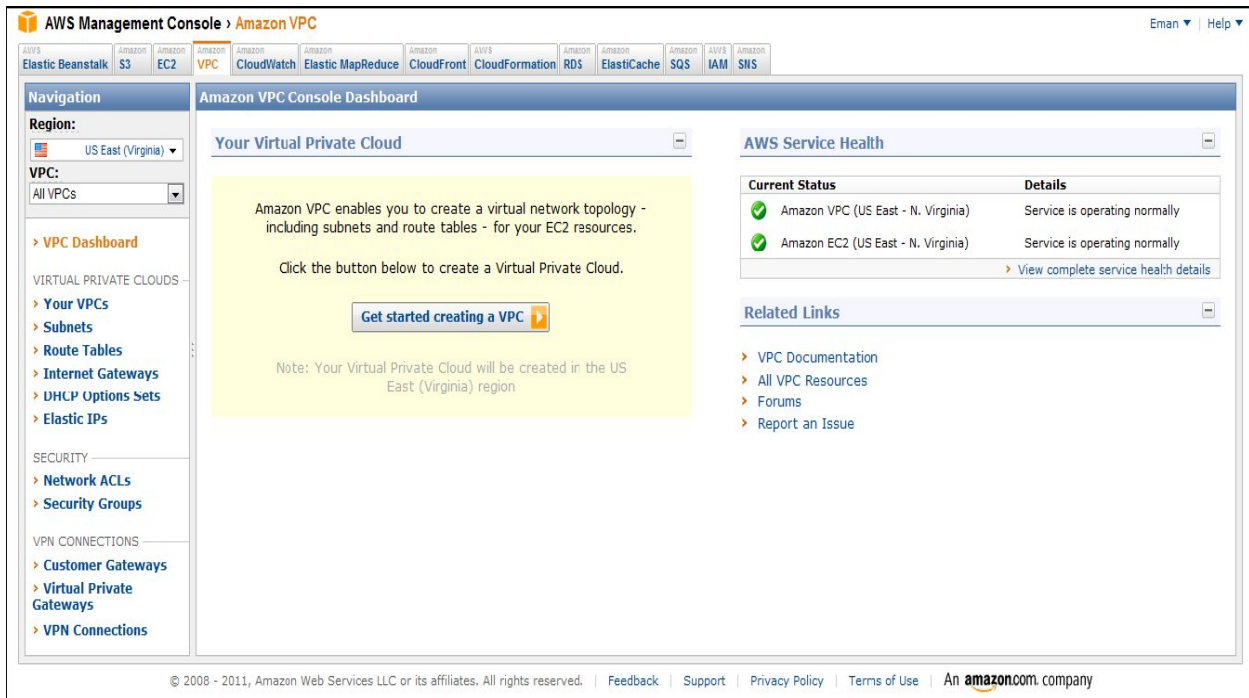 AWS Management Console › Amazon VPC
Eman ▼ | Help ▼
AWS Elastic Beanstalk
Amazon S3
Amazon EC2
Amazon VPC
Amazon CloudWatch
Amazon Elastic MapReduce
Amazon CloudFront
AWS CloudFormation
Amazon RDS
Amazon ElastiCache
Amazon SQS
AWS IAM
Amazon SNS
Navigation
Region:
US East (Virginia) ▼
VPC:
All VPCs
› VPC Dashboard
VIRTUAL PRIVATE CLOUDS
› Your VPCs
› Subnets
› Route Tables
› Internet Gateways
› DHCP Options Sets
› Elastic IPs
SECURITY
› Network ACLs
› Security Groups
VPN CONNECTIONS
› Customer Gateways
› Virtual Private
Gateways
› VPN Connections
Amazon VPC Console Dashboard
Your Virtual Private Cloud
Amazon VPC enables you to create a virtual network topology -
including subnets and route tables - for your EC2 resources.
Click the button below to create a Virtual Private Cloud.
Get started creating a VPC
Note: Your Virtual Private Cloud will be created in the US
East (Virginia) region
AWS Service Health
Current Status Details
Amazon VPC (US East - N. Virginia) Service is operating normally
Amazon EC2 (US East - N. Virginia) Service is operating normally
› View complete service health details
Related Links
› VPC Documentation
› All VPC Resources
› Forums
› Report an Issue
© 2008 - 2011, Amazon Web Services LLC or its affiliates. All rights reserved. | Feedback | Support | Privacy Policy | Terms of Use | An amazon.com. company